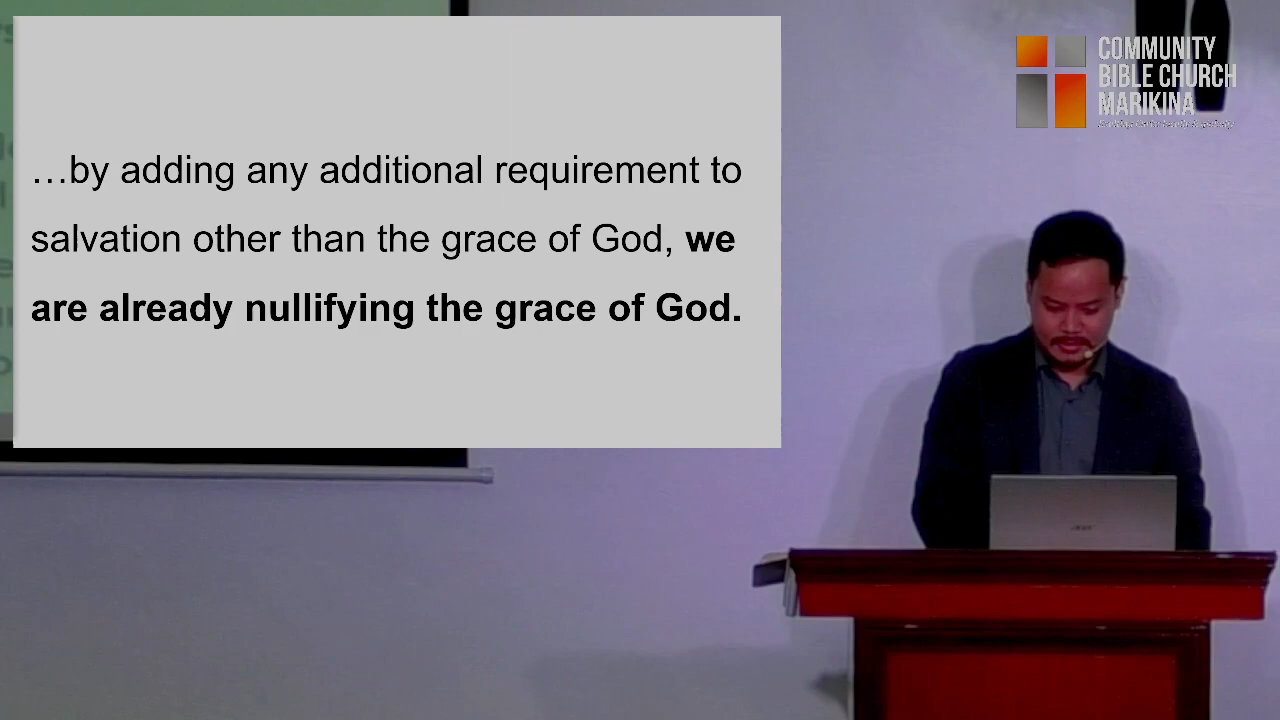 …by adding any additional requirement to
salvation other than the grace of God, we
are already nullifying the grace of God.
COMMUNITY
BIBLE CHURCH
MARIKINA
acer